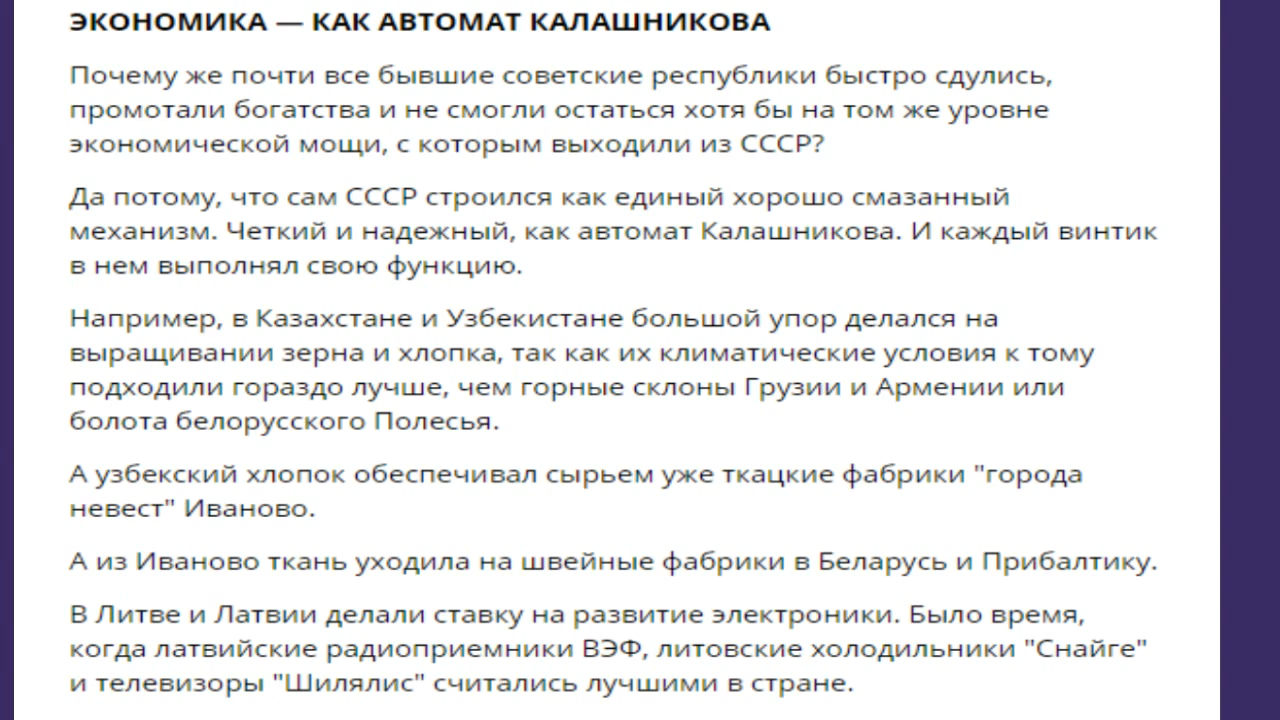 ЭКОНОМИКА — КАК АВТОМАТ КАЛАШНИКОВА
Почему же почти все бывшие советские республики быстро сдулись,
промотали богатства и не смогли остаться хотя бы на том же уровне
экономической мощи, с которым выходили из СССР?
Да потому, что сам СССР строился как единый хорошо смазанный
механизм. Четкий и надежный, как автомат Калашникова. И каждый винтик
в нем выполнял свою функцию.
Например, в Казахстане и Узбекистане большой упор делался на
выращивании зерна и хлопка, так как их климатические условия к тому
подходили гораздо лучше, чем горные склоны Грузии и Армении или
болота белорусского Полесья.
А узбекский хлопок обеспечивал сырьем уже ткацкие фабрики "города
невест" Иваново.
А из Иваново ткань уходила на швейные фабрики в Беларусь и Прибалтику.
В Литве и Латвии делали ставку на развитие электроники. Было время,
когда латвийские радиоприемники ВЭФ, литовские холодильники "Снайге"
и телевизоры "Шилялис" считались лучшими в стране.